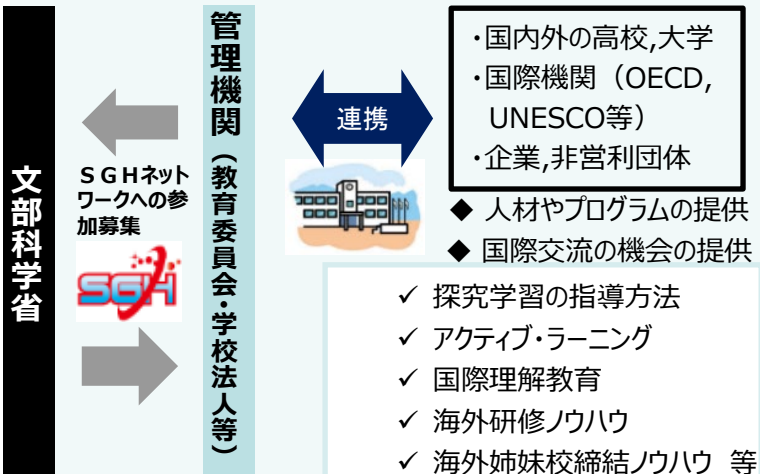 文部科学省
SGHネット
ワークへの参
加募集
SGH
管理機関（教育委員会・学校法人等）
連携
・国内外の高校,大学
・国際機関（OECD,
UNESCO等）
・企業,非営利団体
◆ 人材やプログラムの提供
◆ 国際交流の機会の提供
✓ 探究学習の指導方法
✓ アクティブ・ラーニング
✓ 国際理解教育
✓ 海外研修ノウハウ
✓ 海外姉妹校締結ノウハウ 等